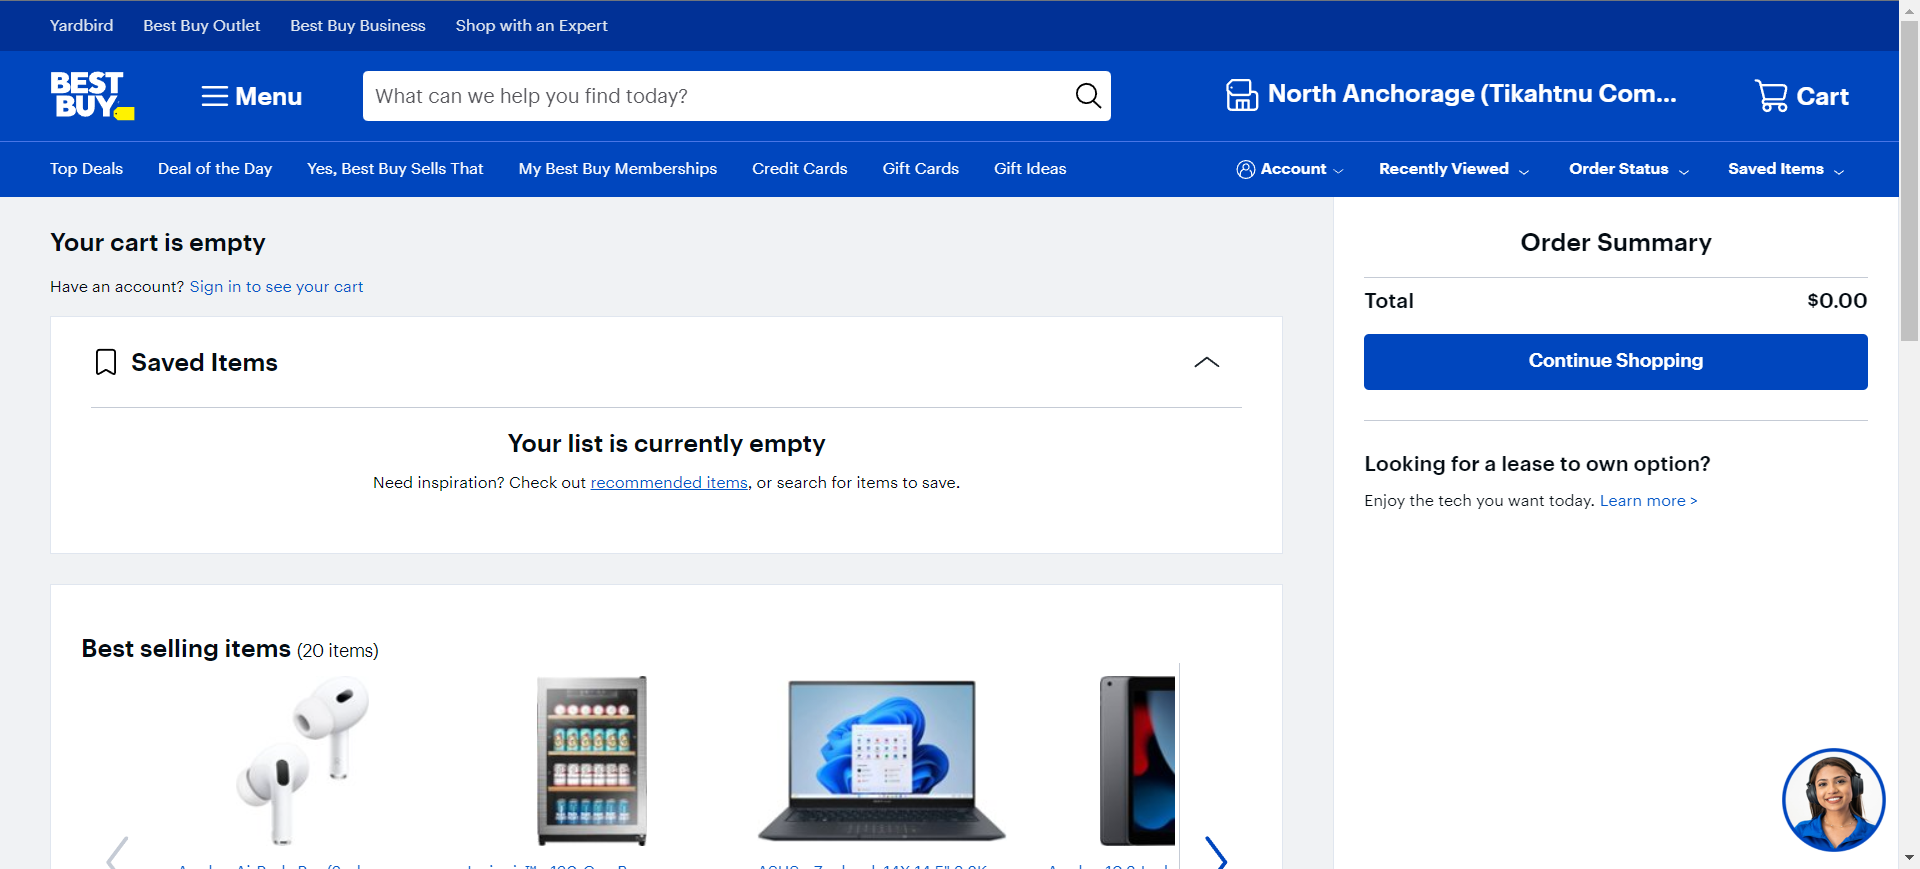 Yardbird
Best Buy Outlet
Best Buy Business
Shop with an Expert
BEST
BUY
Menu
What can we help you find today?
North Anchorage (Tikahtnu Com...
Cart
Top Deals
Deal of the Day
Yes, Best Buy Sells That
My Best Buy Memberships
Credit Cards
Gift Cards
Gift Ideas
Account
Recently Viewed
Order Status
Saved Items
Your cart is empty
Have an account? Sign in to see your cart
Saved Items
Your list is currently empty
Need inspiration? Check out recommended items, or search for items to save.
Order Summary
Total
$0.00
Continue Shopping
Looking for a lease to own option?
Enjoy the tech you want today. Learn more >
Best selling items (20 items)